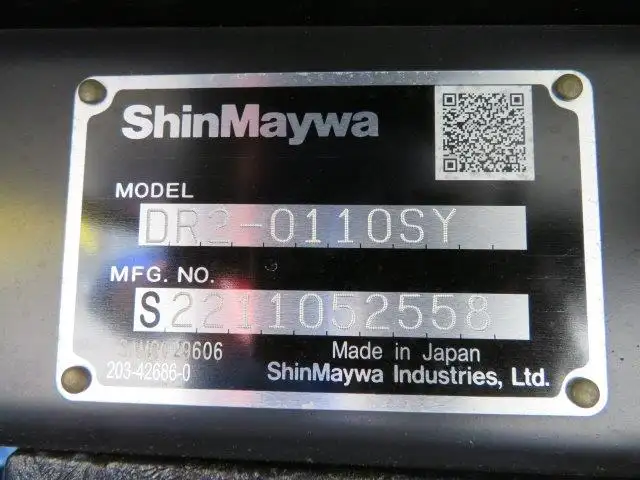 ShinMaywa
MODEL
DR2-0110SY
MFG. NO.
S2211052558
Made in Japan
203-42686-0
ShinMaywa Industries, Ltd.